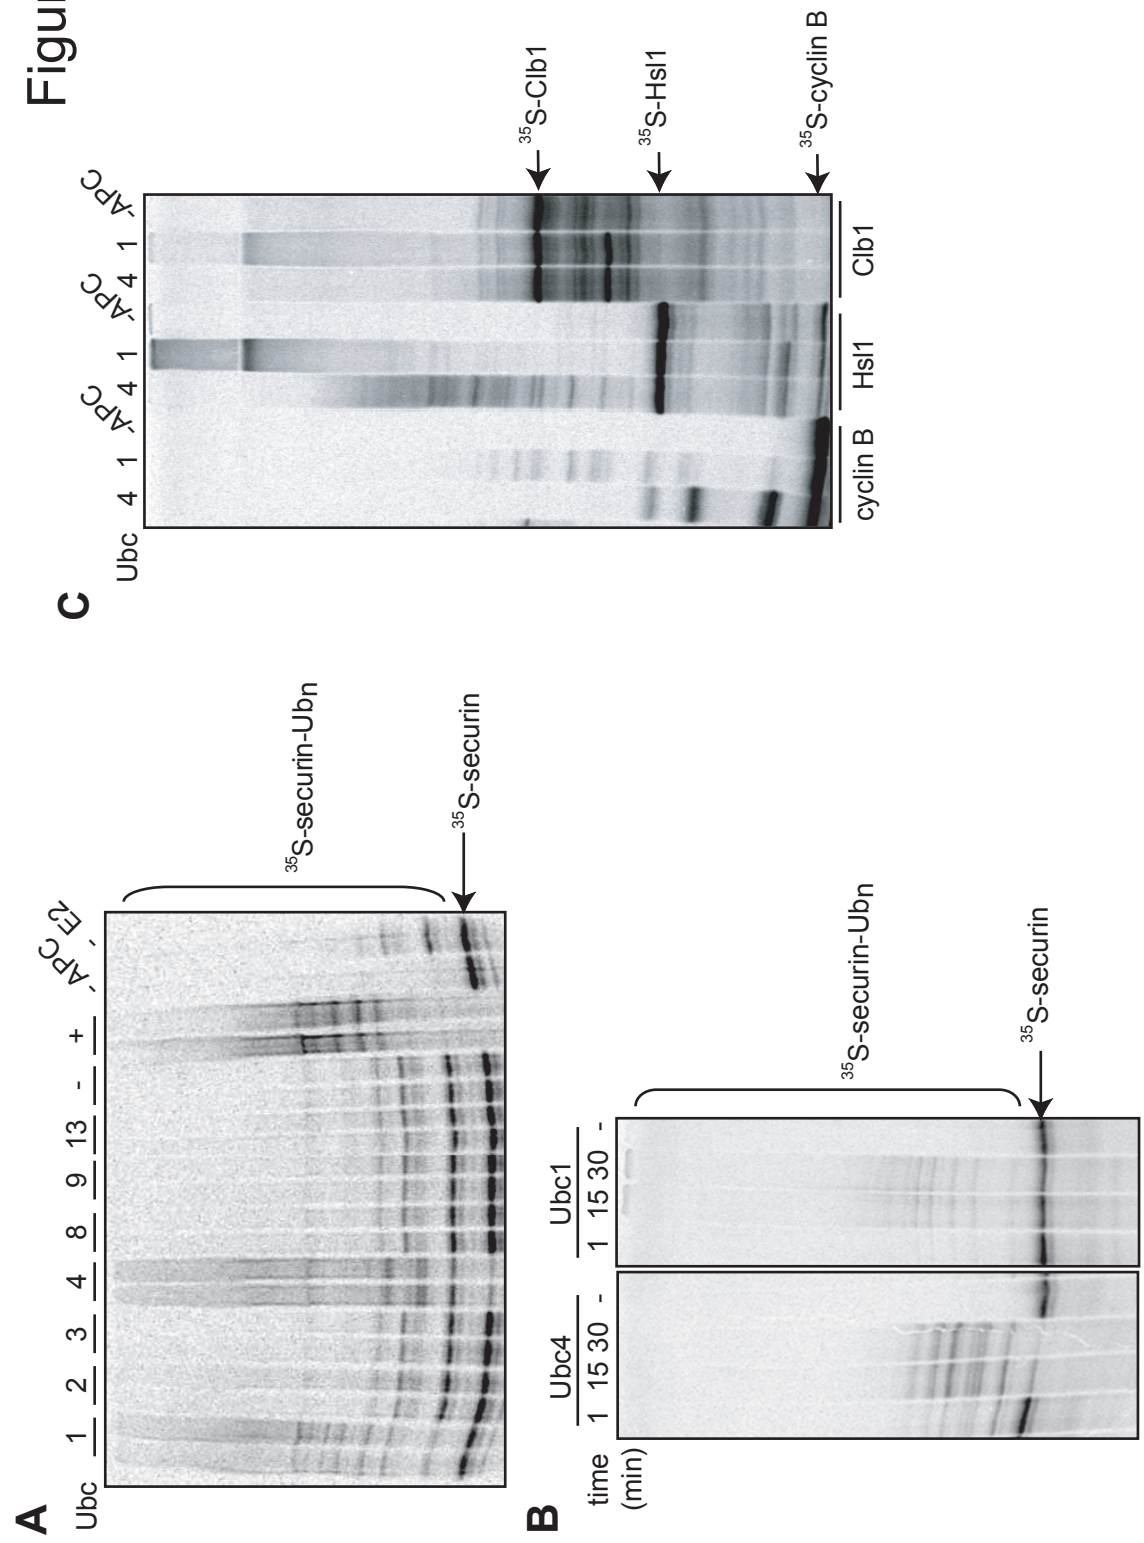 Figu
A
Ubc 1 2 3 4 8 9 13 - + -APC - E2
35S-securin-Ubn
35S-securin
B
time (min)
Ubc4 Ubc1
1 15 30 - 1 15 30 -
35S-securin-Ubn
35S-securin
C
Ubc 4 1 -APC 4 1 -APC 4 1 -APC
35S-Clb1
35S-Hsl1
35S-cyclin B
cyclin B Hsl1 Clb1